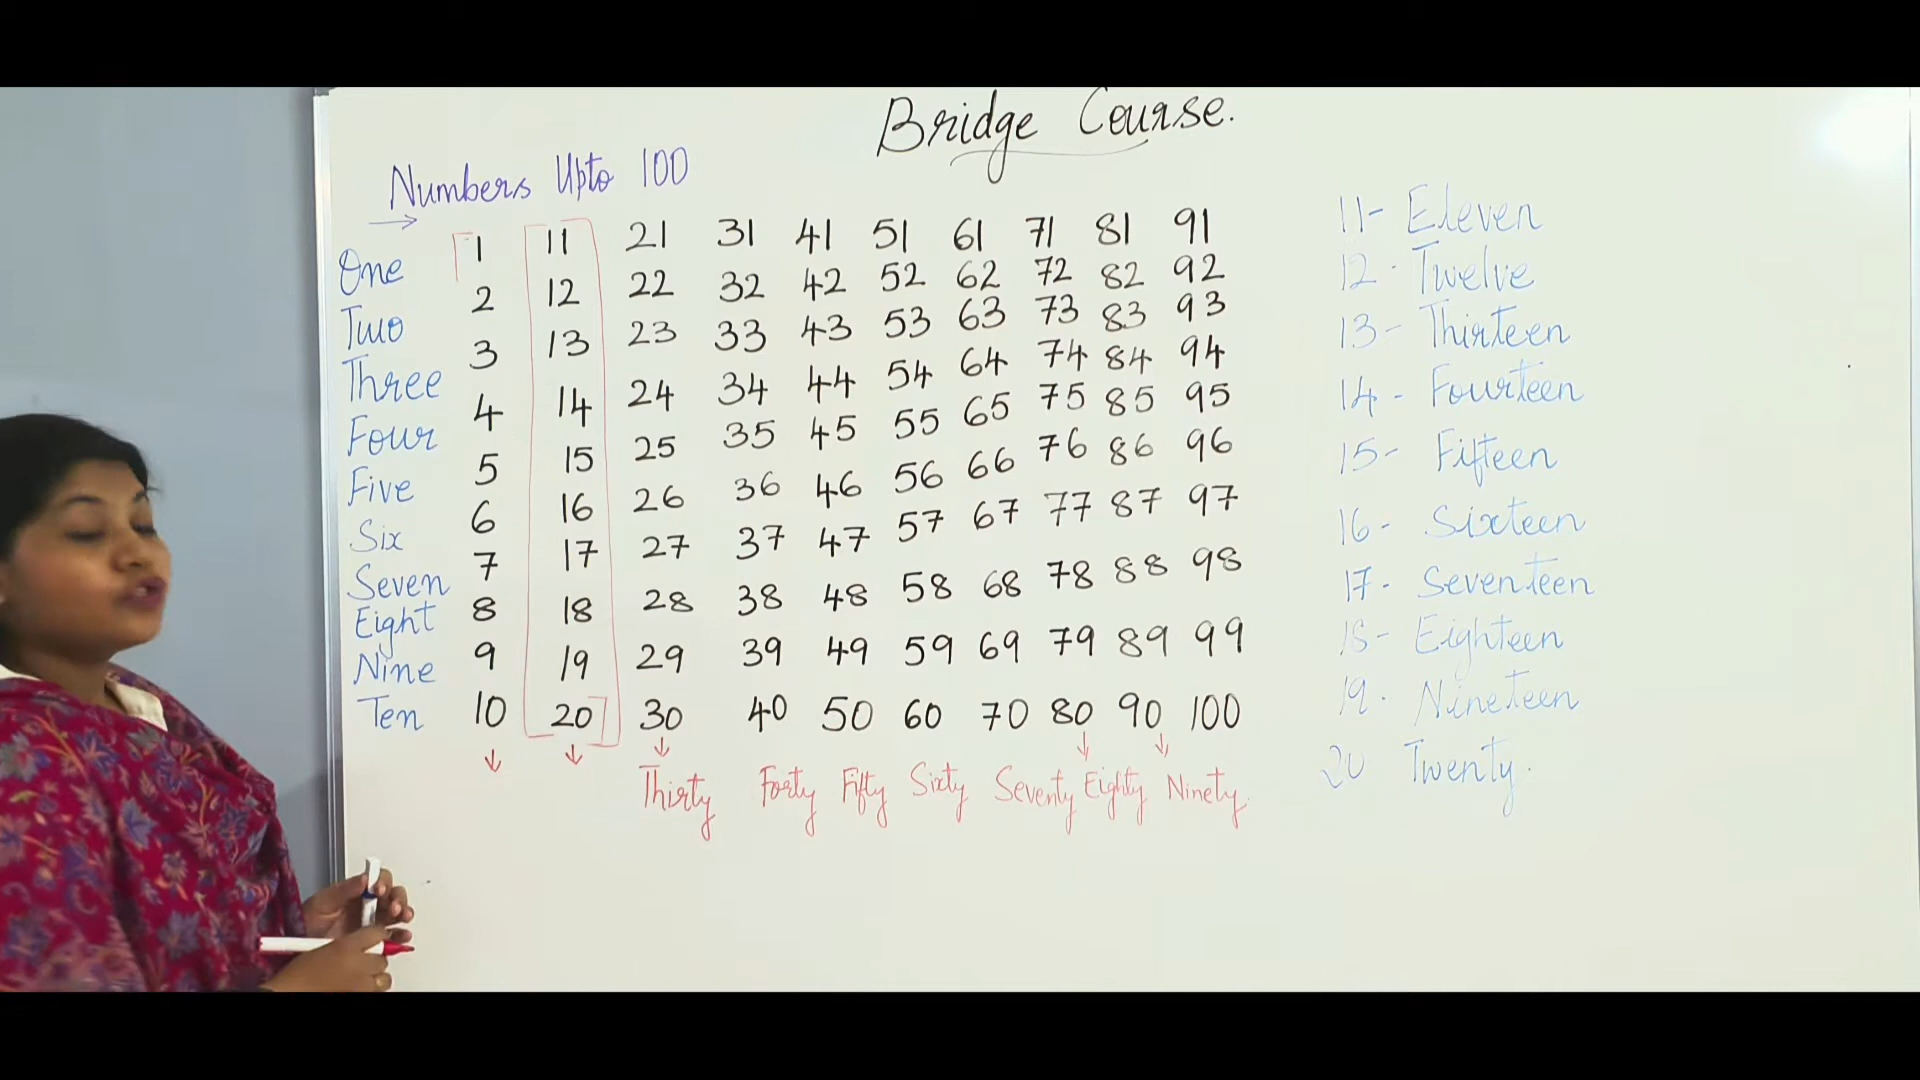 Bridge Course.
Numbers Upto 100
One 1 11 21 31 41 51 61 71 81 91
Two 2 12 22 32 42 52 62 72 82 92
Three 3 13 23 33 43 53 63 73 83 93
Four 4 14 24 34 44 54 64 74 84 94
Five 5 15 25 35 45 55 65 75 85 95
Six 6 16 26 36 46 56 66 76 86 96
Seven 7 17 27 37 47 57 67 77 87 97
Eight 8 18 28 38 48 58 68 78 88 98
Nine 9 19 29 39 49 59 69 79 89 99
Ten 10 20 30 40 50 60 70 80 90 100
Thirty Forty Fifty Sixty Seventy Eighty Ninety.
11- Eleven
12- Twelve
13- Thirteen
14- Fourteen
15- Fifteen
16- Sixteen
17- Seventeen
18- Eighteen
19- Nineteen
20 Twenty.